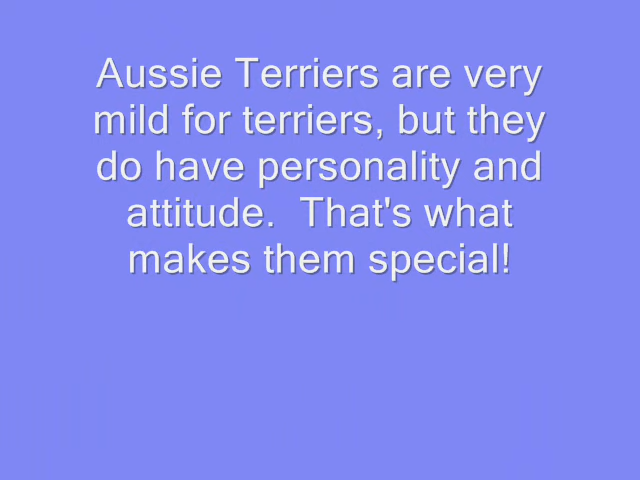 Aussie Terriers are very
mild for terriers, but they
do have personality and
attitude.  That's what
makes them special!